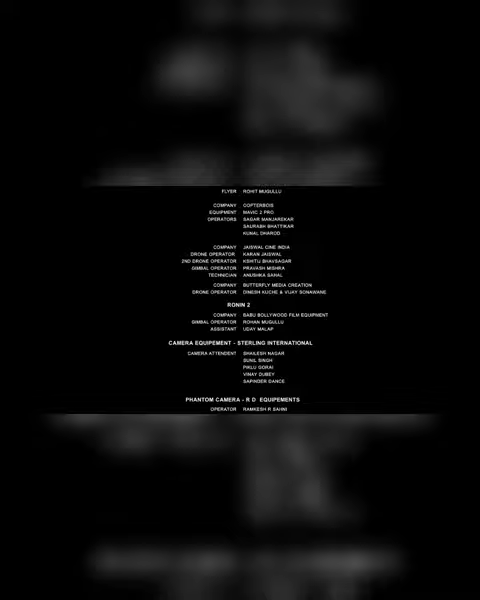 FLYER ROHIT MUGULLU
COMPANY COPTERBOIS
EQUIPMENT MAVIC 2 PRO
OPERATORS SAGAR MANJAREKAR
SAURABH BHATTIKAR
KUNAL DHAROD
COMPANY JAISWAL CINE INDIA
DRONE OPERATOR KARAN JAISWAL
2ND DRONE OPERATOR KSHITIJ BHAVSAGAR
GIMBAL OPERATOR PRAVASH MISHRA
TECHNICIAN ANUSHKA SAHAL
COMPANY BUTTERFLY MEDIA CREATION
DRONE OPERATOR DINESH KUCHE & VIJAY SONAWANE
RONIN 2
COMPANY BABU BOLLYWOOD FILM EQUIPMENT
GIMBAL OPERATOR ROHAN MUGULLU
ASSISTANT UDAY MALAP
CAMERA EQUIPEMENT - STERLING INTERNATIONAL
CAMERA ATTENDENT SHAILESH NAGAR
SUNIL SINGH
PIKLU GORAI
VINAY DUBEY
SAPINDER DANCE
PHANTOM CAMERA - R D EQUIPEMENTS
OPERATOR RAMKESH R SAHNI